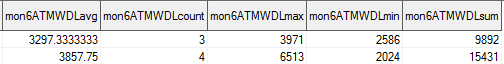 mon6ATMWDLavg mon6ATMWDLcount mon6ATMWDLmax mon6ATMWDLmin mon6ATMWDLsum
3297.3333333 3 3971 2586 9892
3857.75 4 6513 2024 15431